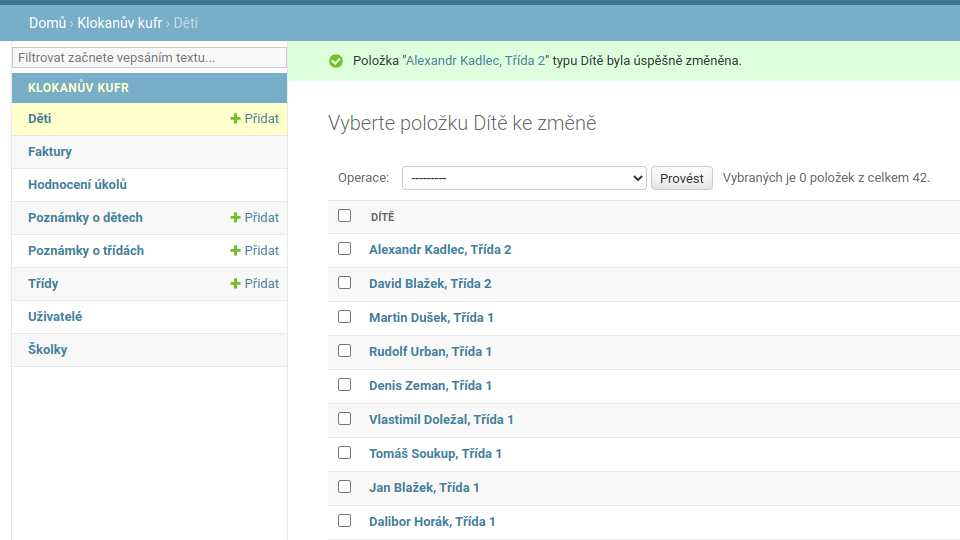 Domů › Klokanův kufr › Děti
Filtrovat začnete vepsáním textu...
KLOKANŮV KUFR
Děti
Přidat
Faktury
Hodnocení úkolů
Poznámky o dětech
Přidat
Poznámky o třídách
Přidat
Třídy
Přidat
Uživatelé
Školky
Položka "Alexandr Kadlec, Třída 2" typu Dítě byla úspěšně změněna.
Vyberte položku Dítě ke změně
Operace: --------- Provést Vybraných je 0 položek z celkem 42.
DÍTĚ
Alexandr Kadlec, Třída 2
David Blažek, Třída 2
Martin Dušek, Třída 1
Rudolf Urban, Třída 1
Denis Zeman, Třída 1
Vlastimil Doležal, Třída 1
Tomáš Soukup, Třída 1
Jan Blažek, Třída 1
Dalibor Horák, Třída 1